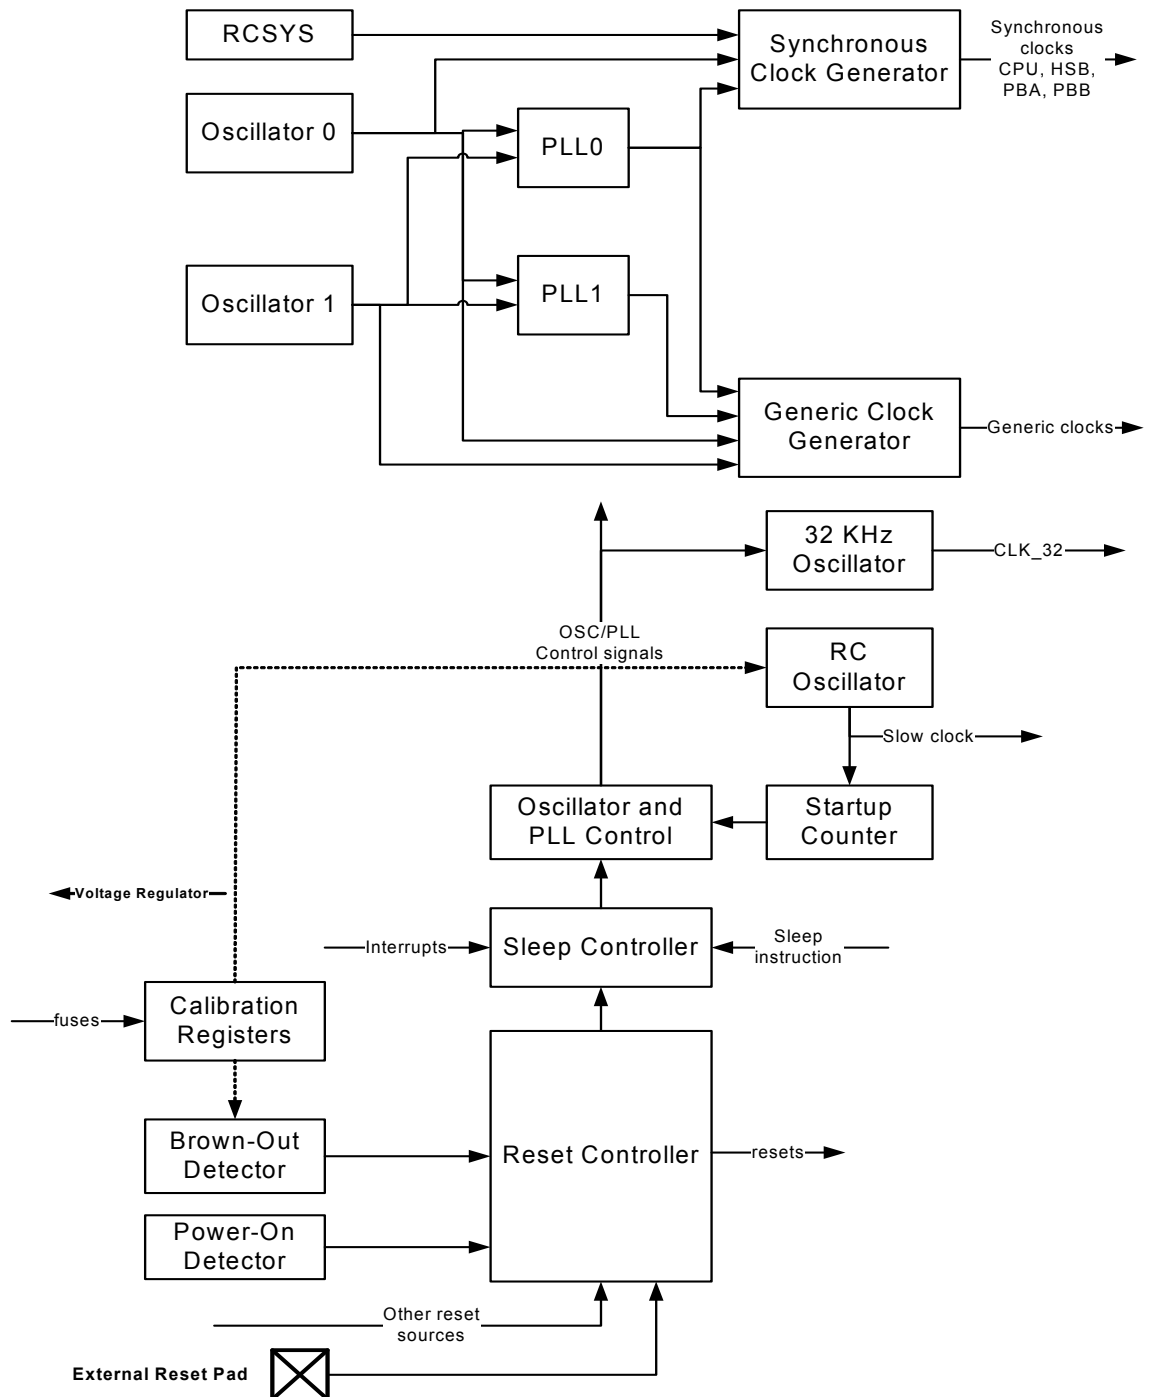 RCSYS
Synchronous
Clock Generator
Synchronous
clocks
CPU, HSB,
PBA, PBB
Oscillator 0
PLL0
Oscillator 1
PLL1
Generic Clock
Generator
Generic clocks
32 KHz
Oscillator
CLK_32
OSC/PLL
Control signals
RC
Oscillator
Slow clock
Oscillator and
PLL Control
Startup
Counter
Voltage Regulator
Interrupts
Sleep Controller
Sleep
instruction
fuses
Calibration
Registers
Brown-Out
Detector
Reset Controller
resets
Power-On
Detector
Other reset
sources
External Reset Pad